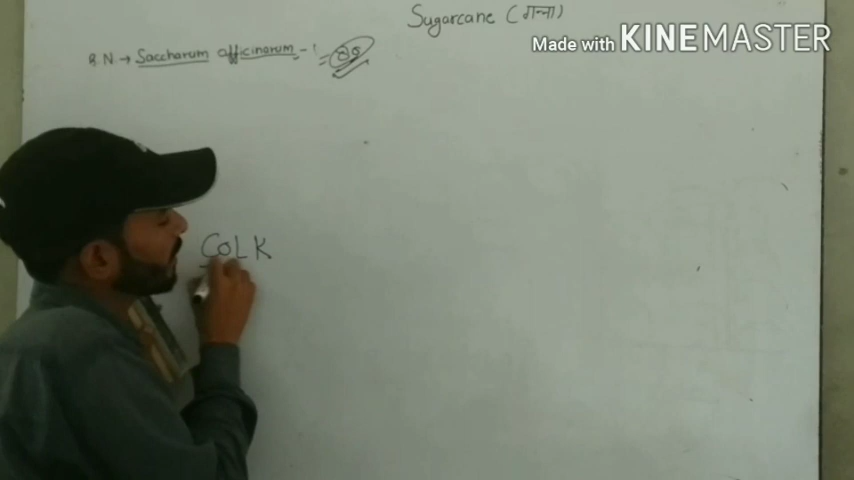 Sugarcane (गन्ना)
Made with KINEMASTER
B.N. → Saccharum officinarum -
CoLK